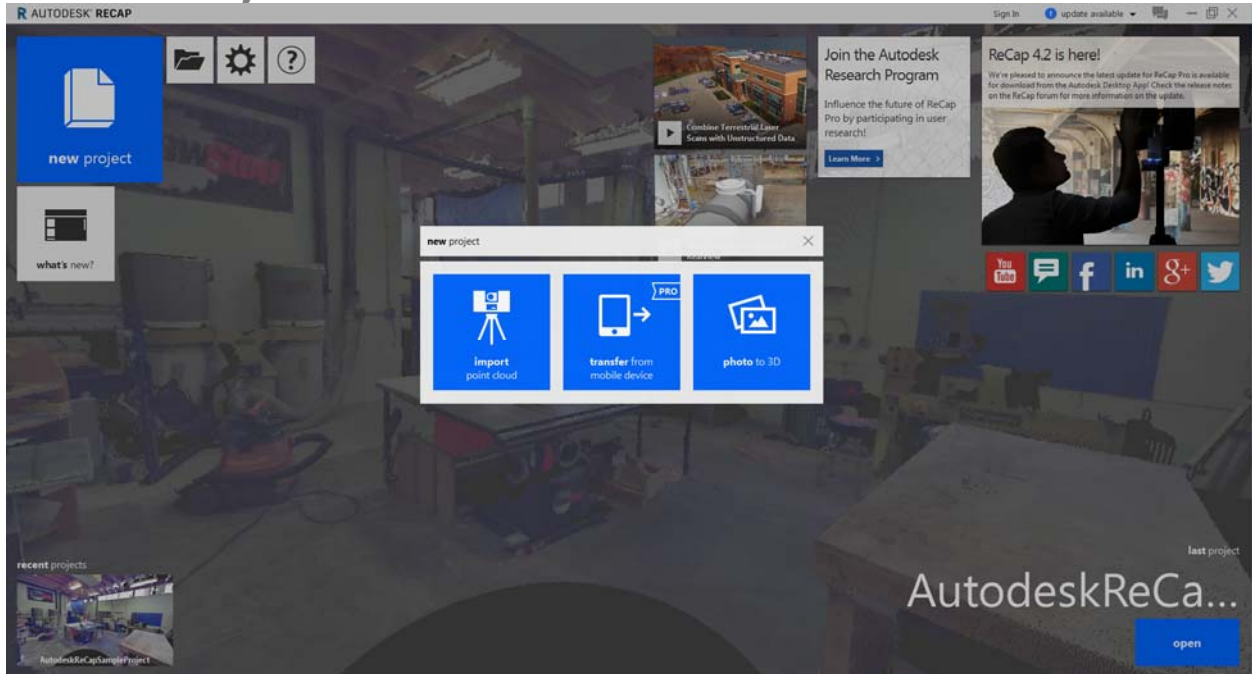 R AUTODESK® RECAP
Sign In
update available
new project
what's new?
Combine Terrestrial Laser
Scans with Unstructured Data
RealView
Join the Autodesk
Research Program
Influence the future of ReCap
Pro by participating in user
research!
Learn More >
ReCap 4.2 is here!
We're pleased to announce the latest update for ReCap Pro is available
for download from the Autodesk Desktop App! Check the release notes
on the ReCap forum for more information on the update.
You
Tube
f
in
g+
new project
PRO
import
point cloud
transfer from
mobile device
photo to 3D
recent projects
AutodeskReCapSampleProject
last project
AutodeskReCa...
open